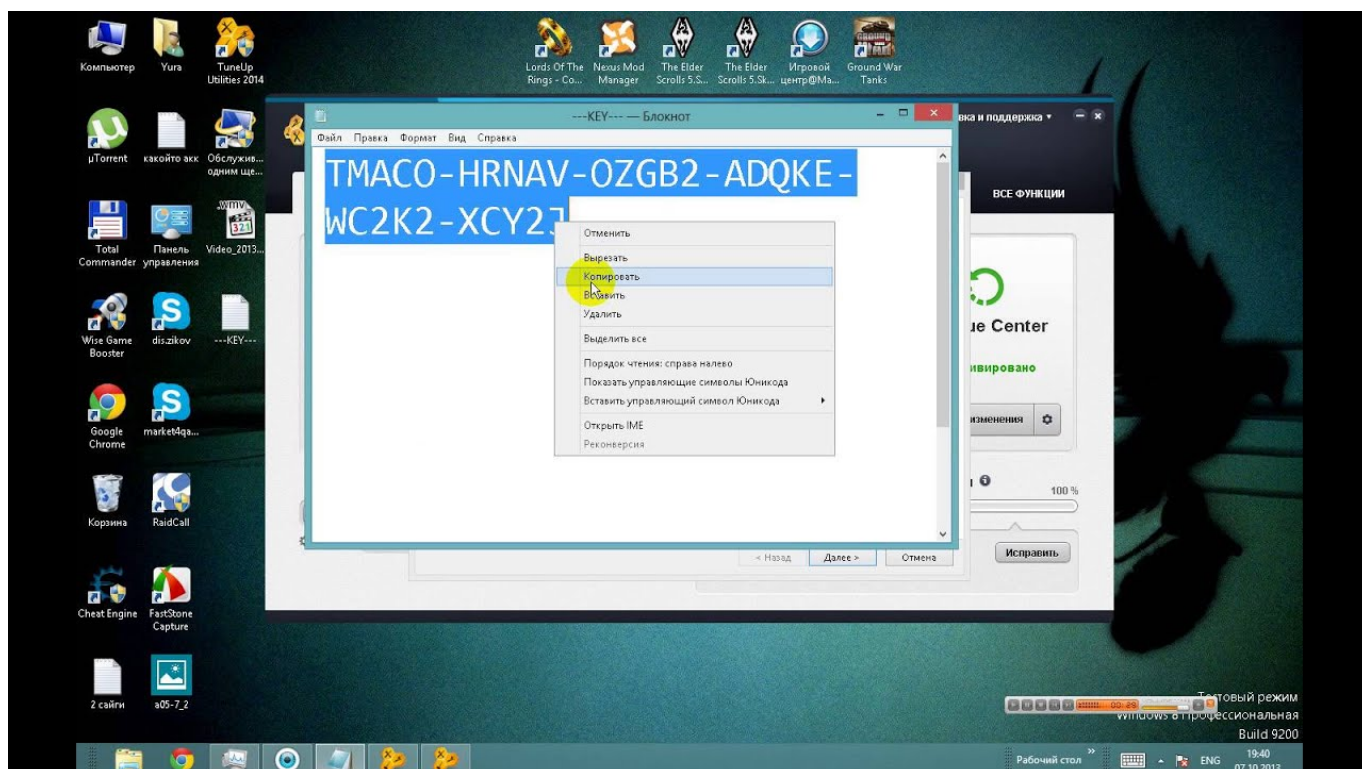 Компьютер
Yura
TuneUp
Utilities 2014
Lords Of The
Rings - Co...
Nexus Mod
Manager
The Elder
Scrolls 5.S...
The Elder
Scrolls 5.Sk...
Игровой
центр@Ma...
Ground War
Tanks
µTorrent
какойто акк
Обслужив...
одним ще...
---KEY--- — Блокнот
вка и поддержка
Файл Правка Формат Вид Справка
TMACO-HRNAV-OZGB2-ADQKE-
WC2K2-XCY2J
ВСЕ ФУНКЦИИ
Total
Commander
Панель
управления
Video_2013...
Отменить
Вырезать
Копировать
Вставить
Удалить
Выделить все
Порядок чтения: справа налево
Показать управляющие символы Юникода
Вставить управляющий символ Юникода
Открыть IME
Реконверсия
ue Center
ивировано
изменения
100 %
Исправить
< Назад Далее > Отмена
Wise Game
Booster
dis.zikov
---KEY---
Google
Chrome
market4qa...
Корзина
RaidCall
Cheat Engine
FastStone
Capture
2 сайги
a05-7_2
Тестовый режим
Windows 8 Профессиональная
Build 9200
Рабочий стол
ENG
19:40
07.10.2013